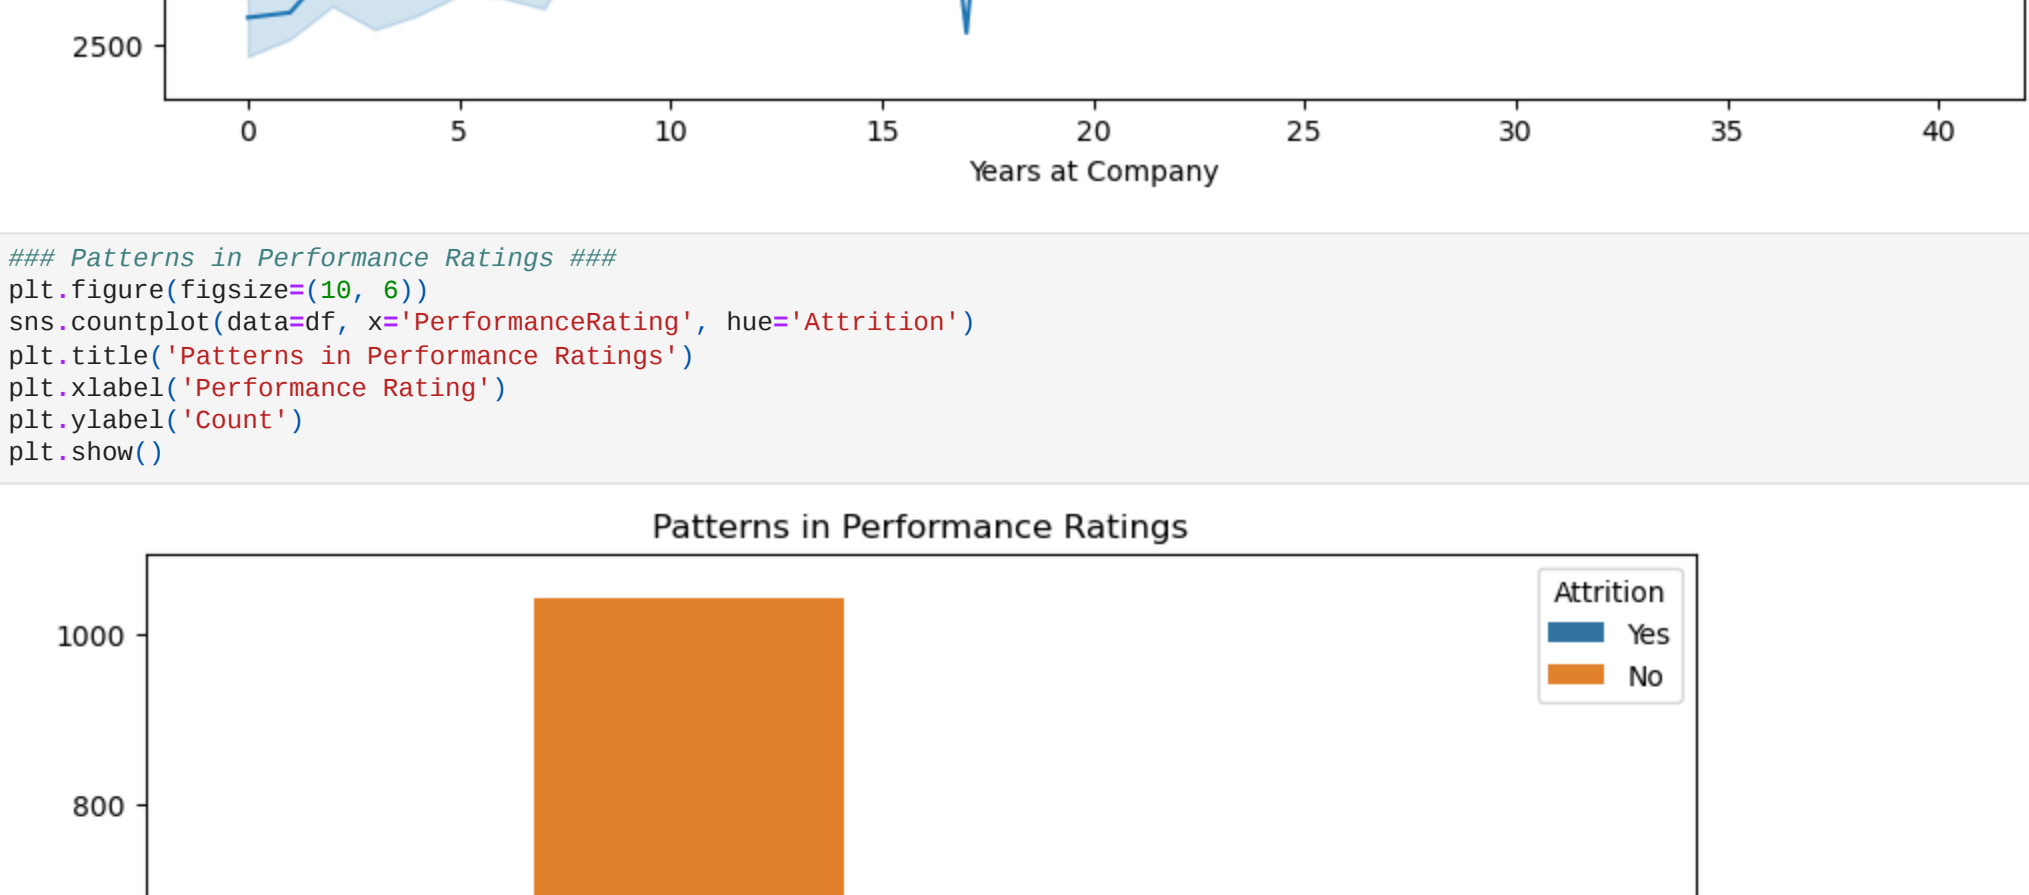 2500
0 5 10 15 20 25 30 35 40
Years at Company
### Patterns in Performance Ratings ###
plt.figure(figsize=(10, 6))
sns.countplot(data=df, x='PerformanceRating', hue='Attrition')
plt.title('Patterns in Performance Ratings')
plt.xlabel('Performance Rating')
plt.ylabel('Count')
plt.show()
Patterns in Performance Ratings
Attrition
Yes
No
1000
800